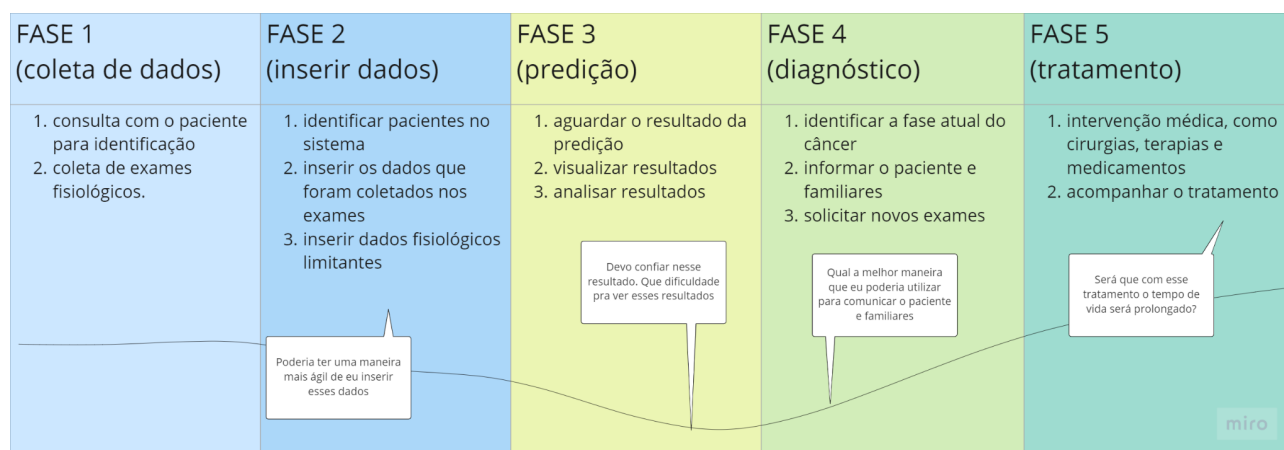 FASE 1
(coleta de dados)
1. consulta com o paciente
para identificação
2. coleta de exames
fisiológicos.
FASE 2
(inserir dados)
1. identificar pacientes no
sistema
2. inserir os dados que
foram coletados nos
exames
3. inserir dados fisiológicos
limitantes
Poderia ter uma maneira
mais ágil de eu inserir
esses dados
FASE 3
(predição)
1. aguardar o resultado da
predição
2. visualizar resultados
3. analisar resultados
Devo confiar nesse
resultado. Que dificuldade
pra ver esses resultados
FASE 4
(diagnóstico)
1. identificar a fase atual do
câncer
2. informar o paciente e
familiares
3. solicitar novos exames
Qual a melhor maneira
que eu poderia utilizar
para comunicar o paciente
e familiares
FASE 5
(tratamento)
1. intervenção médica, como
cirurgias, terapias e
medicamentos
2. acompanhar o tratamento
Será que com esse
tratamento o tempo de
vida será prolongado?
miro